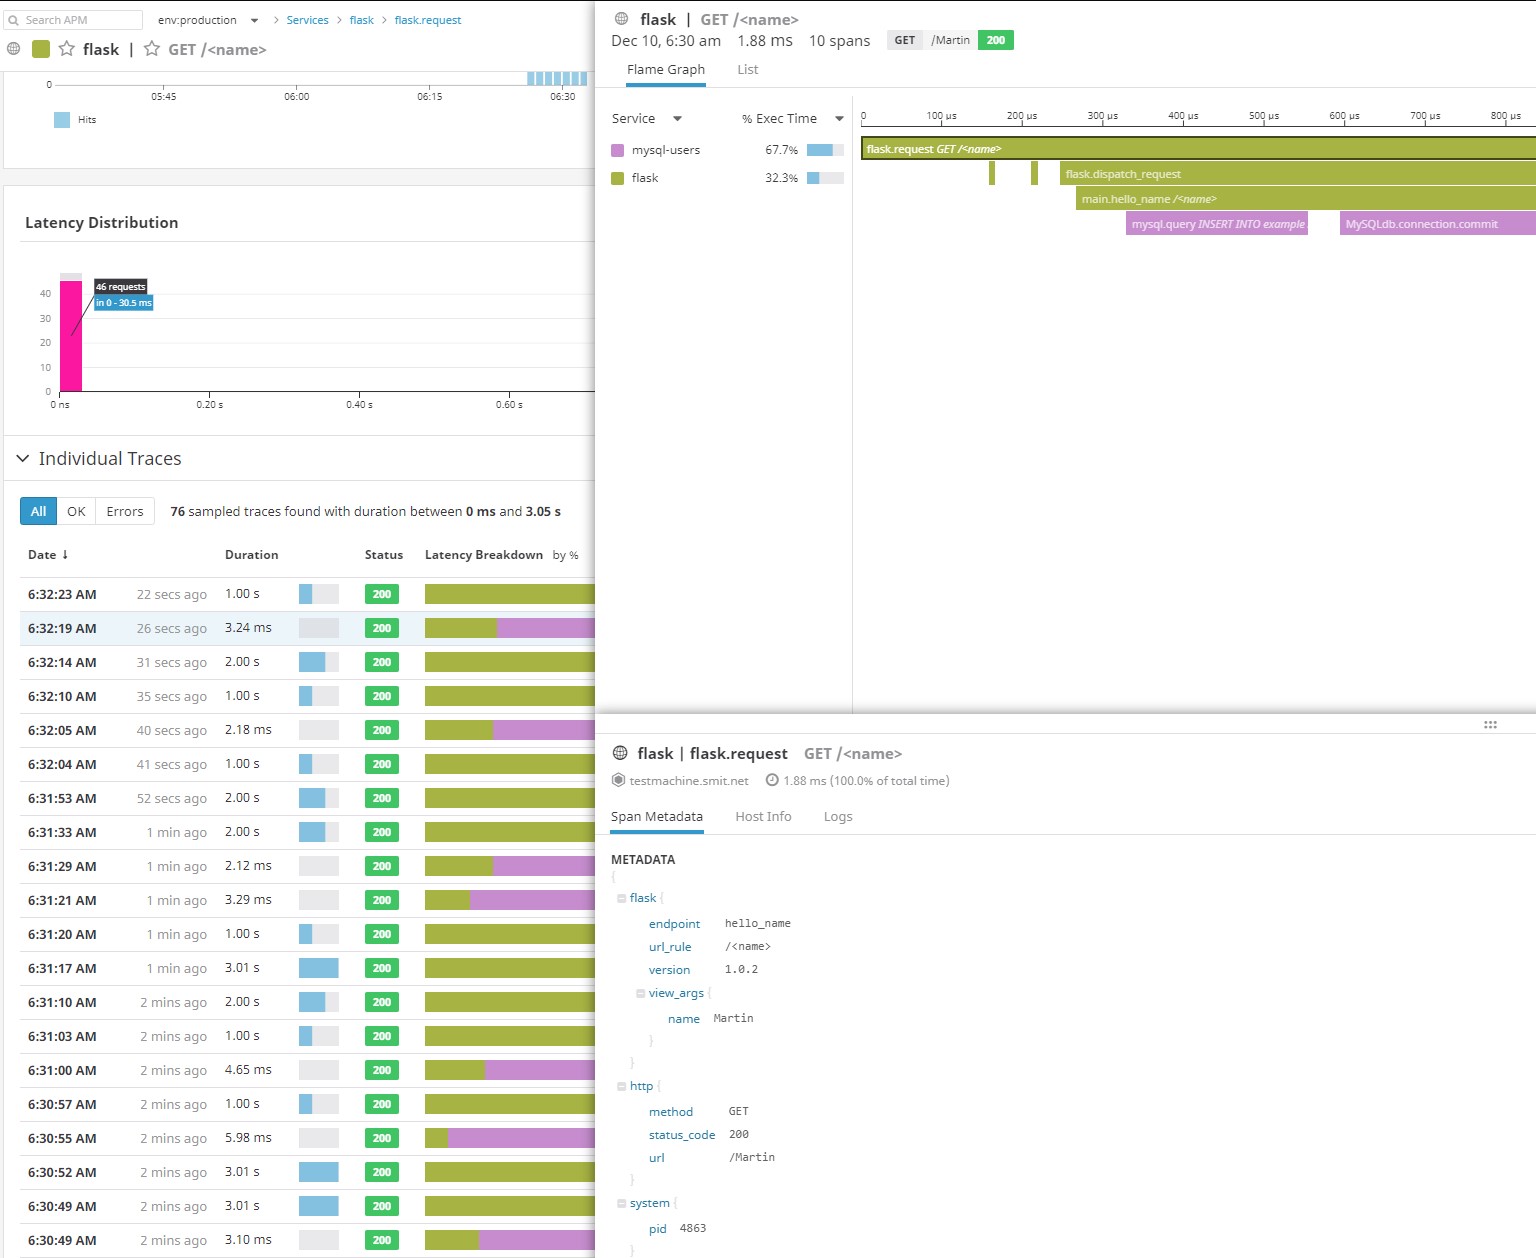 Search APM
env:production
Services
flask
flask.request
flask | GET /<name>
0
05:45 06:00 06:15 06:30
Hits
Latency Distribution
40
30
20
10
0
46 requests
in 0 - 30.5 ms
0 ns 0.20 s 0.40 s 0.60 s
Individual Traces
All OK Errors 76 sampled traces found with duration between 0 ms and 3.05 s
Date ↓ Duration Status Latency Breakdown by %
6:32:23 AM 22 secs ago 1.00 s 200
6:32:19 AM 26 secs ago 3.24 ms 200
6:32:14 AM 31 secs ago 2.00 s 200
6:32:10 AM 35 secs ago 1.00 s 200
6:32:05 AM 40 secs ago 2.18 ms 200
6:32:04 AM 41 secs ago 1.00 s 200
6:31:53 AM 52 secs ago 2.00 s 200
6:31:33 AM 1 min ago 2.00 s 200
6:31:29 AM 1 min ago 2.12 ms 200
6:31:21 AM 1 min ago 3.29 ms 200
6:31:20 AM 1 min ago 1.00 s 200
6:31:17 AM 1 min ago 3.01 s 200
6:31:10 AM 2 mins ago 2.00 s 200
6:31:03 AM 2 mins ago 1.00 s 200
6:31:00 AM 2 mins ago 4.65 ms 200
6:30:57 AM 2 mins ago 1.00 s 200
6:30:55 AM 2 mins ago 5.98 ms 200
6:30:52 AM 2 mins ago 3.01 s 200
6:30:49 AM 2 mins ago 3.01 s 200
6:30:49 AM 2 mins ago 3.10 ms 200
flask | GET /<name>
Dec 10, 6:30 am 1.88 ms 10 spans GET /Martin 200
Flame Graph List
Service % Exec Time
mysql-users 67.7%
flask 32.3%
0 100 µs 200 µs 300 µs 400 µs 500 µs 600 µs 700 µs 800 µs
flask.request GET /<name>
flask.dispatch_request
main.hello_name /<name>
mysql.query INSERT INTO example MySQLdb.connection.commit
flask | flask.request GET /<name>
testmachine.smit.net 1.88 ms (100.0% of total time)
Span Metadata Host Info Logs
METADATA
{
flask {
endpoint hello_name
url_rule /<name>
version 1.0.2
view_args {
name Martin
}
}
http {
method GET
status_code 200
url /Martin
}
system {
pid 4863
}